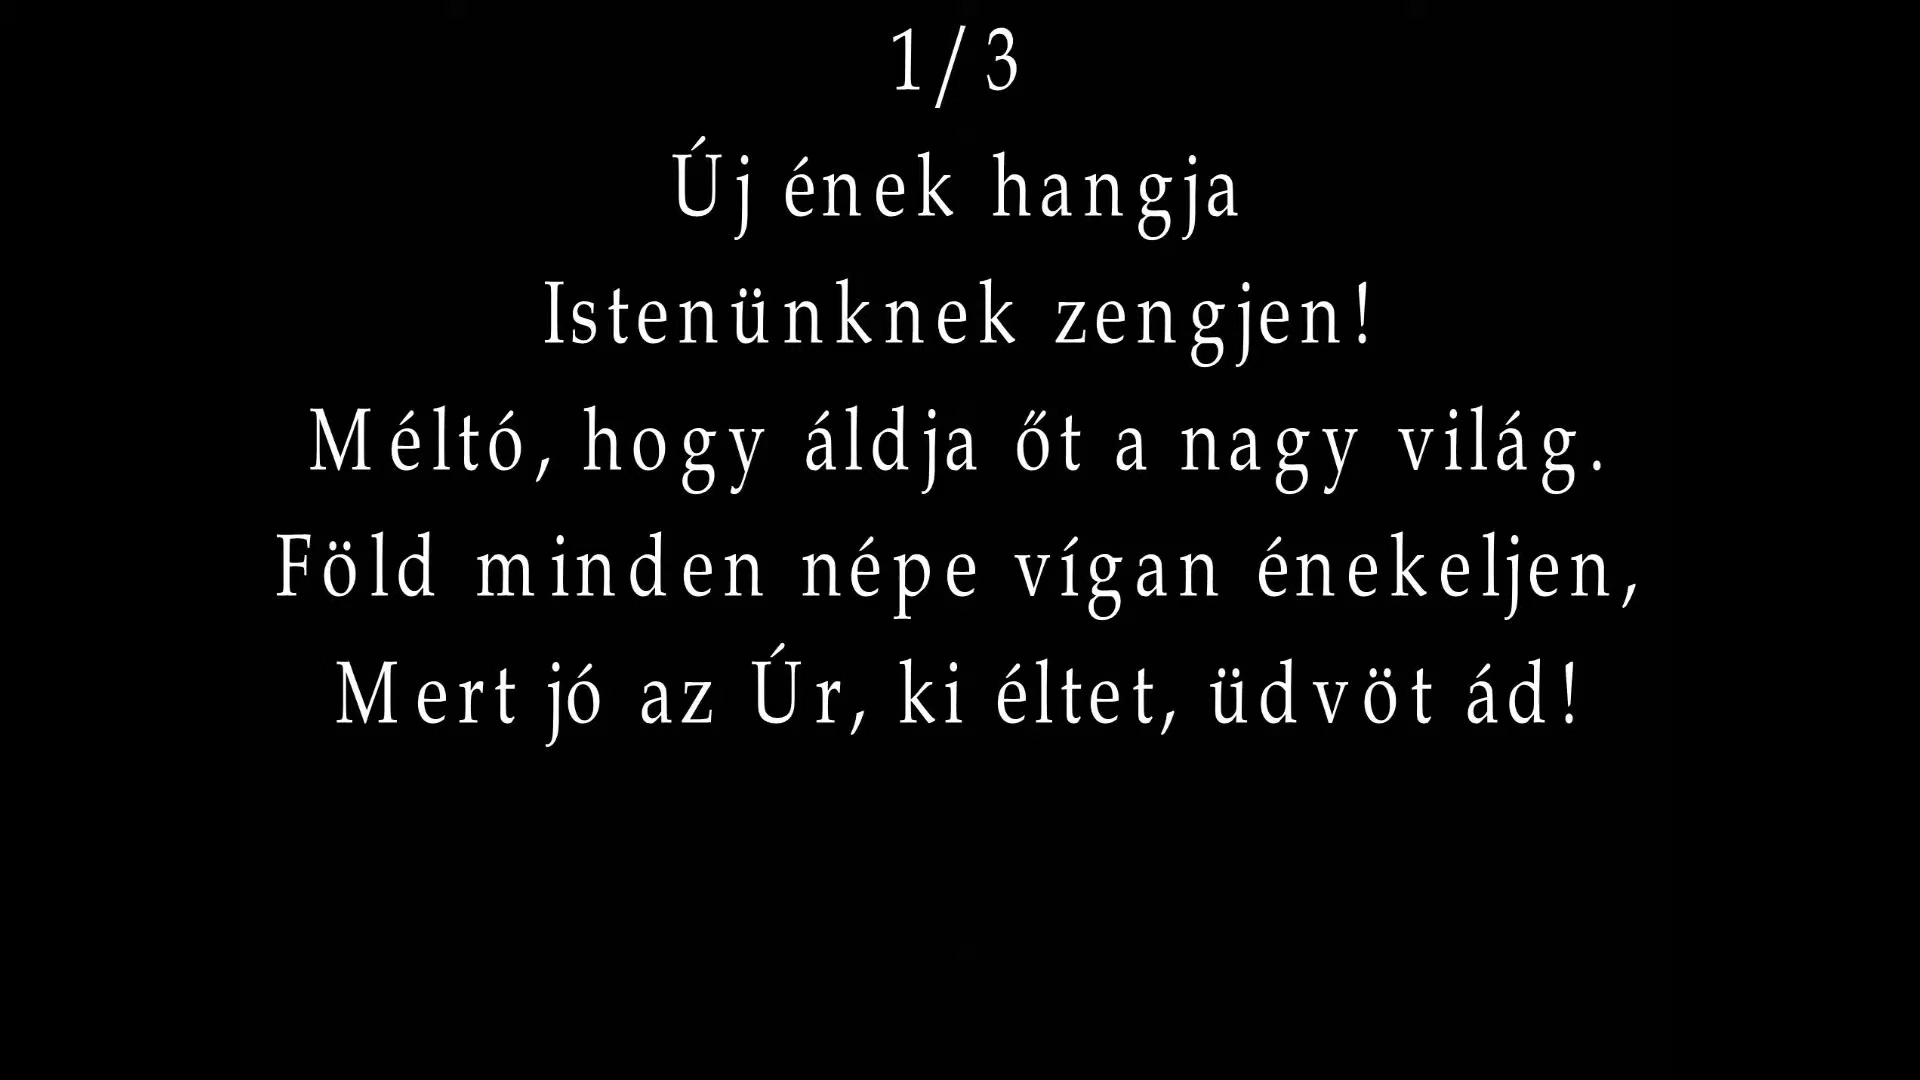 1/3
Új ének hangja
Istenünknek zengjen!
Méltó, hogy áldja őt a nagy világ.
Föld minden népe vígan énekeljen,
Mert jó az Úr, ki éltet, üdvöt ád!